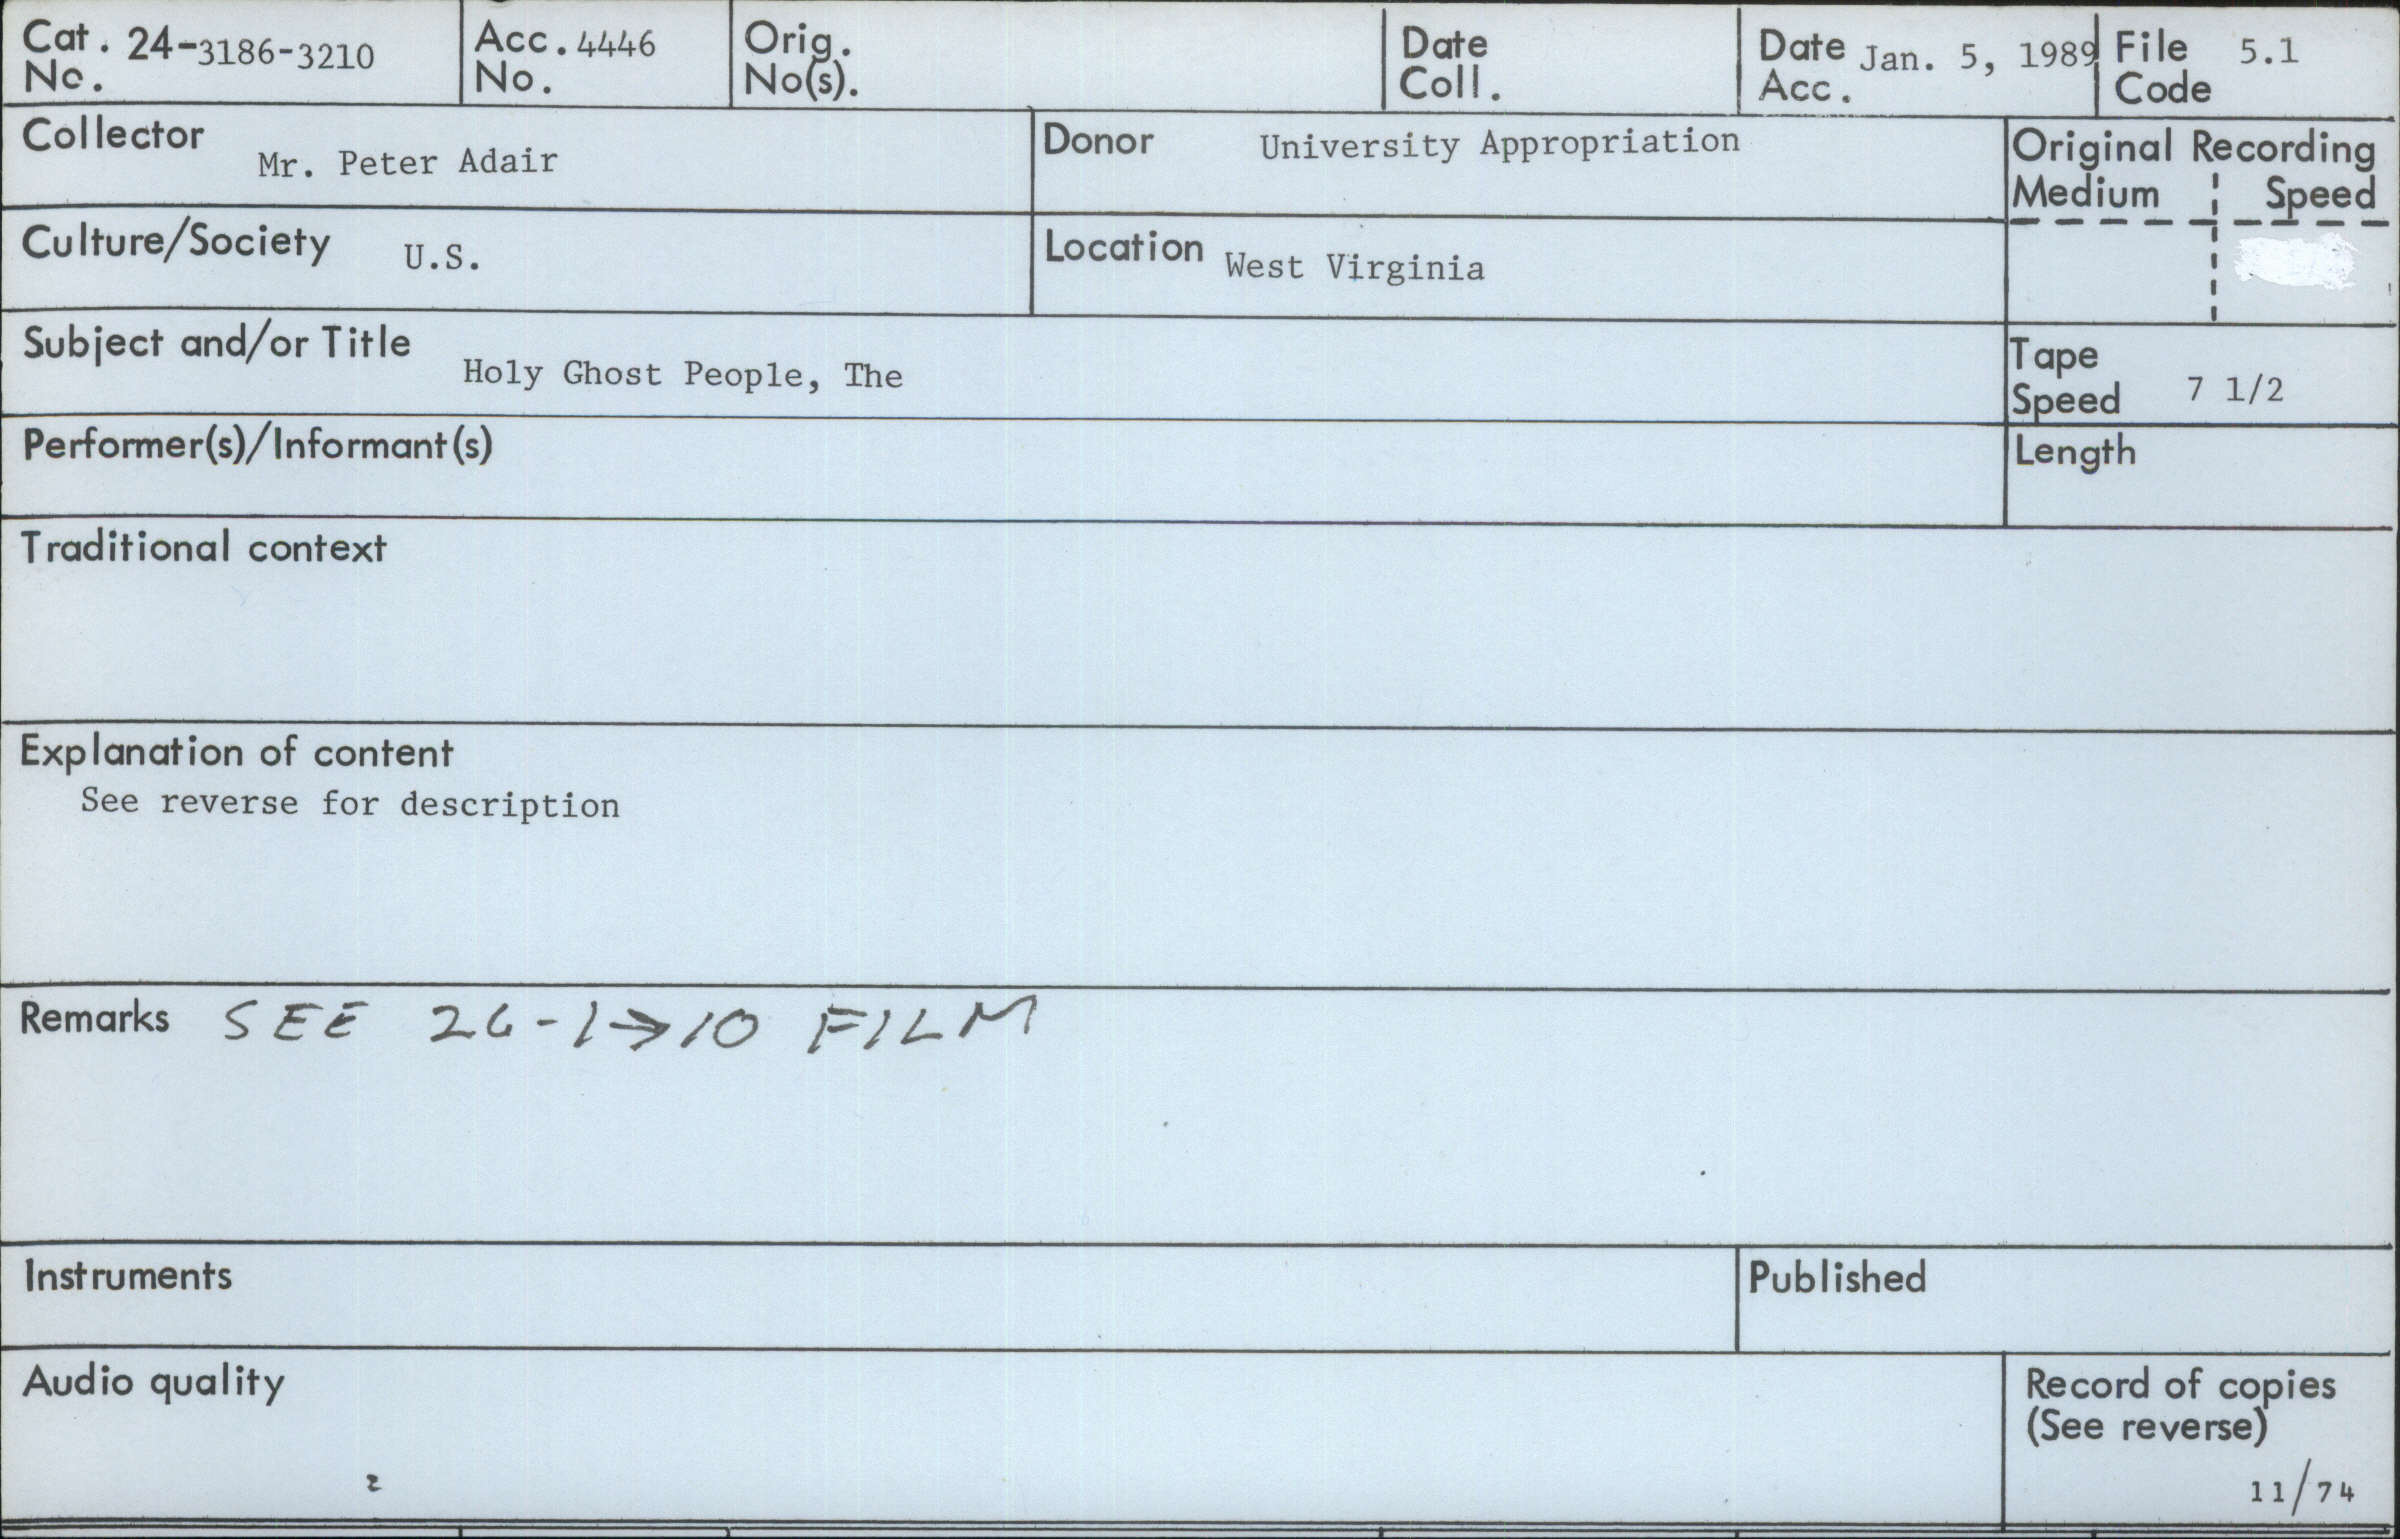 Cat. No. 24-3186-3210
Acc. No. 4446
Orig. No(s).
Date Coll.
Date Acc. Jan. 5, 1989
File Code 5.1
Collector Mr. Peter Adair
Donor University Appropriation
Original Recording
Medium Speed
Culture/Society U.S.
Location West Virginia
Subject and/or Title Holy Ghost People, The
Tape Speed 7 1/2
Performer(s)/Informant(s)
Length
Traditional context
Explanation of content
See reverse for description
Remarks SEE 26-1→10 FILM
Instruments
Published
Audio quality
Record of copies
(See reverse)
2
11/74